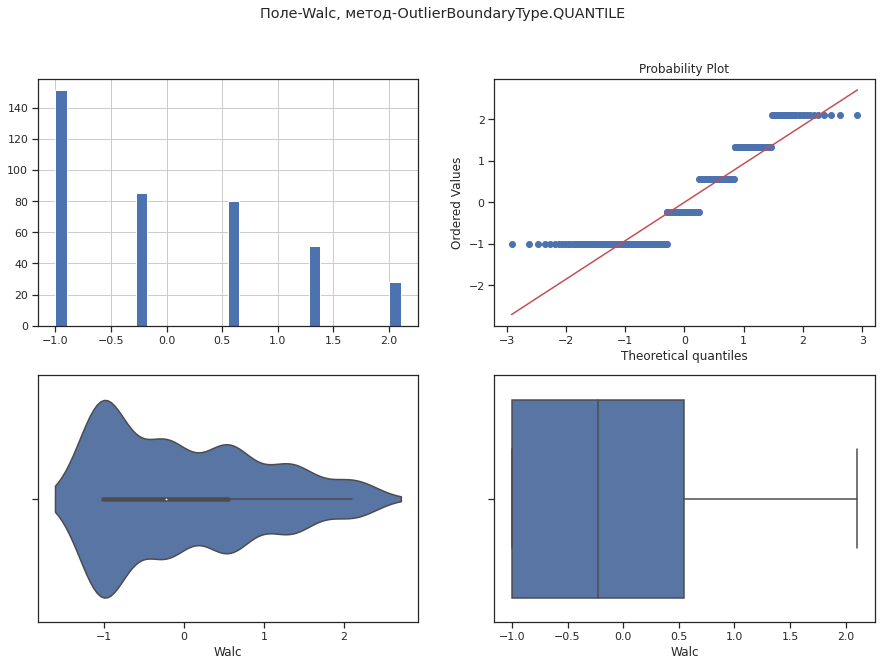 Поле-Walc, метод-OutlierBoundaryType.QUANTILE
140
120
100
80
60
40
20
0
−1.0 −0.5 0.0 0.5 1.0 1.5 2.0
Probability Plot
Ordered Values
2
1
0
−1
−2
−3 −2 −1 0 1 2 3
Theoretical quantiles
−1 0 1 2
Walc
−1.0 −0.5 0.0 0.5 1.0 1.5 2.0
Walc